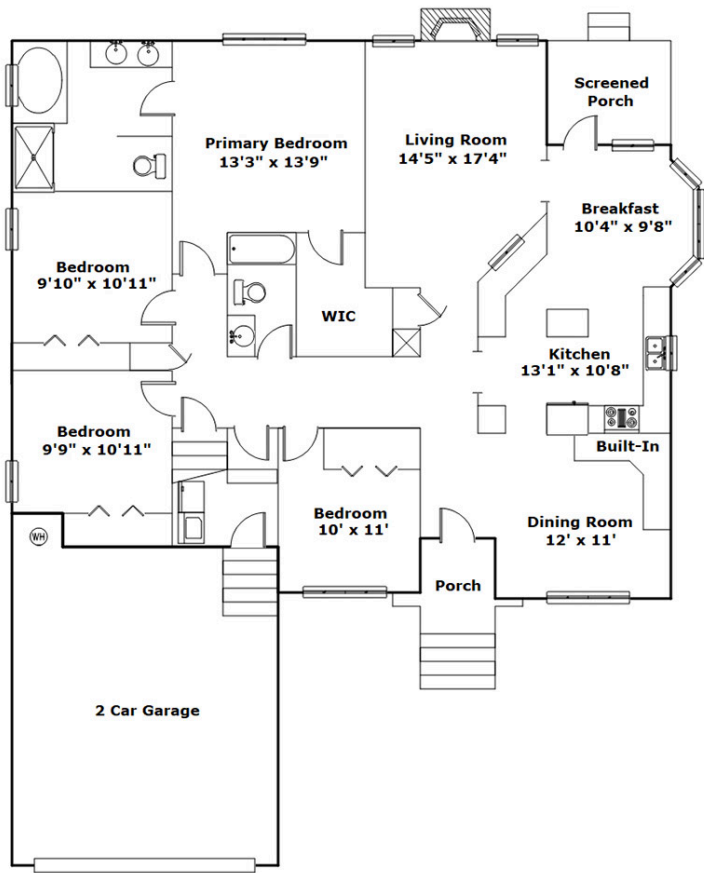 Screened
Porch
Primary Bedroom
13'3" x 13'9"
Living Room
14'5" x 17'4"
Breakfast
10'4" x 9'8"
Bedroom
9'10" x 10'11"
WIC
Kitchen
13'1" x 10'8"
Bedroom
9'9" x 10'11"
Built-In
Bedroom
10' x 11'
Dining Room
12' x 11'
WH
Porch
2 Car Garage